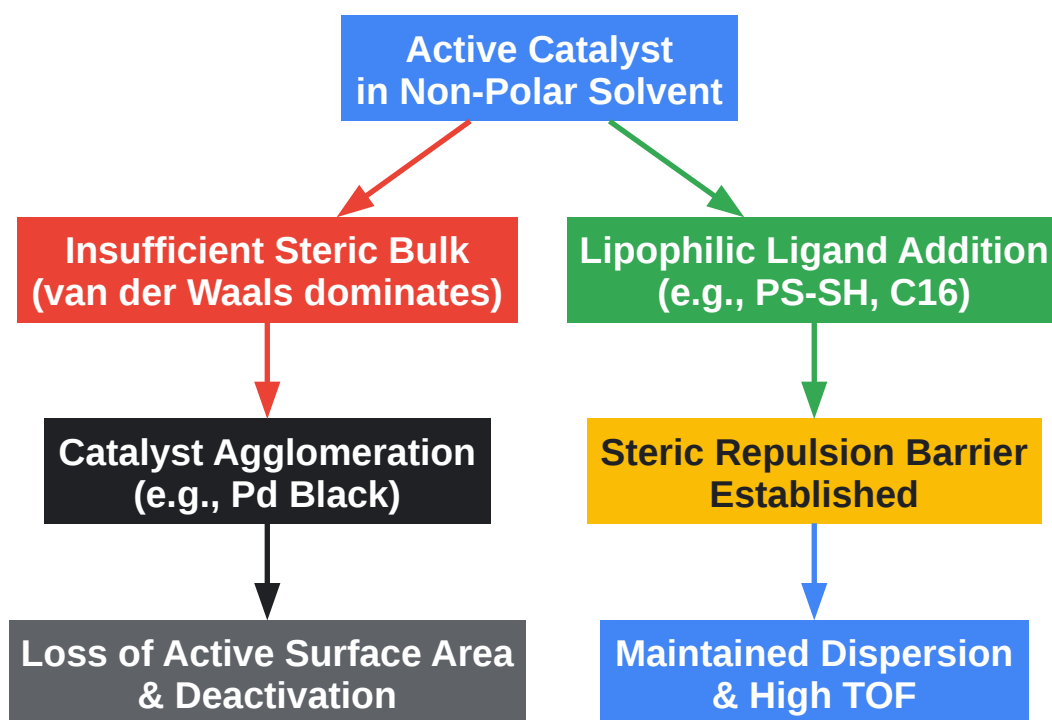 Active Catalyst
in Non-Polar Solvent
Insufficient Steric Bulk
(van der Waals dominates)
Lipophilic Ligand Addition
(e.g., PS-SH, C16)
Catalyst Agglomeration
(e.g., Pd Black)
Steric Repulsion Barrier
Established
Loss of Active Surface Area
& Deactivation
Maintained Dispersion
& High TOF